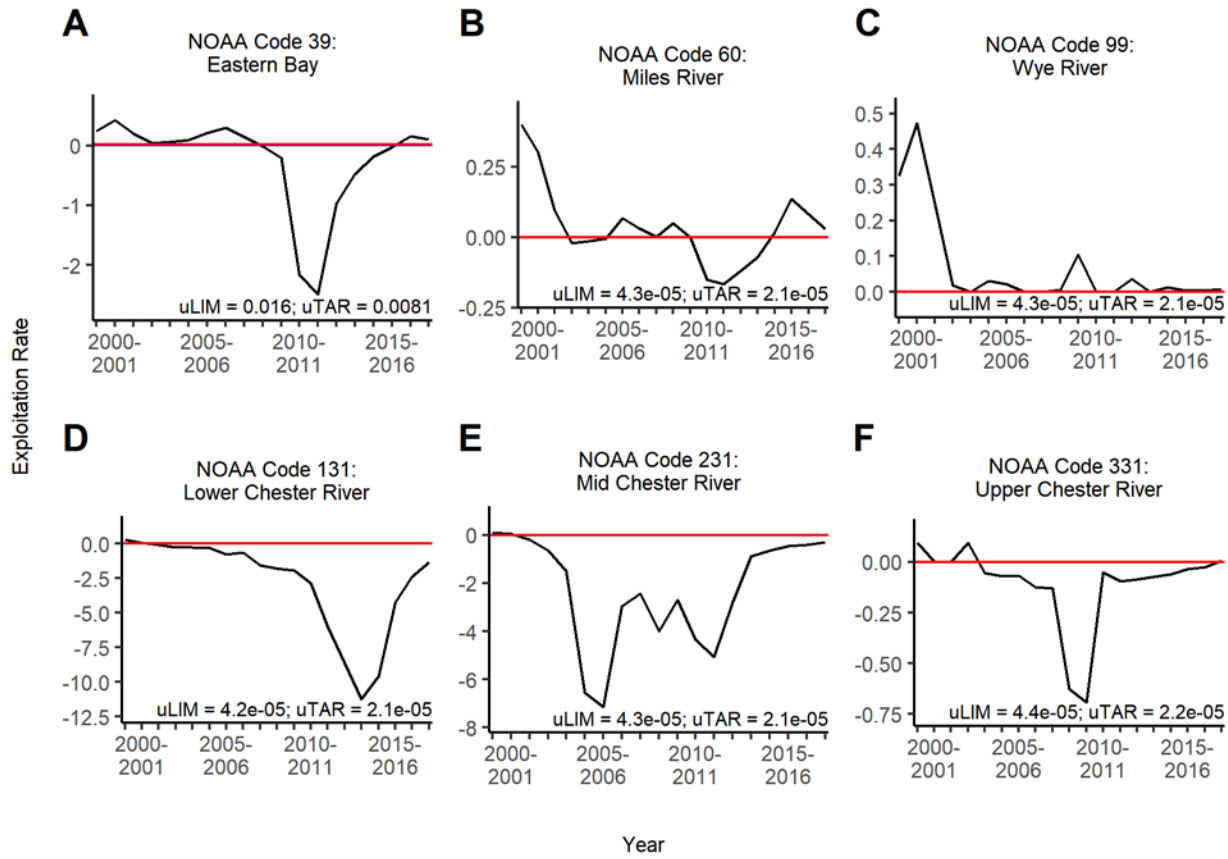 A
NOAA Code 39:
Eastern Bay
0
-1
-2
uLIM = 0.016; uTAR = 0.0081
2000-
2001
2005-
2006
2010-
2011
2015-
2016
B
NOAA Code 60:
Miles River
0.25
0.00
-0.25
uLIM = 4.3e-05; uTAR = 2.1e-05
2000-
2001
2005-
2006
2010-
2011
2015-
2016
C
NOAA Code 99:
Wye River
0.5
0.4
0.3
0.2
0.1
0.0
uLIM = 4.3e-05; uTAR = 2.1e-05
2000-
2001
2005-
2006
2010-
2011
2015-
2016
Exploitation Rate
D
NOAA Code 131:
Lower Chester River
0.0
-2.5
-5.0
-7.5
-10.0
-12.5
uLIM = 4.2e-05; uTAR = 2.1e-05
2000-
2001
2005-
2006
2010-
2011
2015-
2016
E
NOAA Code 231:
Mid Chester River
0
-2
-4
-6
-8
uLIM = 4.3e-05; uTAR = 2.1e-05
2000-
2001
2005-
2006
2010-
2011
2015-
2016
F
NOAA Code 331:
Upper Chester River
0.00
-0.25
-0.50
-0.75
uLIM = 4.4e-05; uTAR = 2.2e-05
2000-
2001
2005-
2006
2010-
2011
2015-
2016
Year